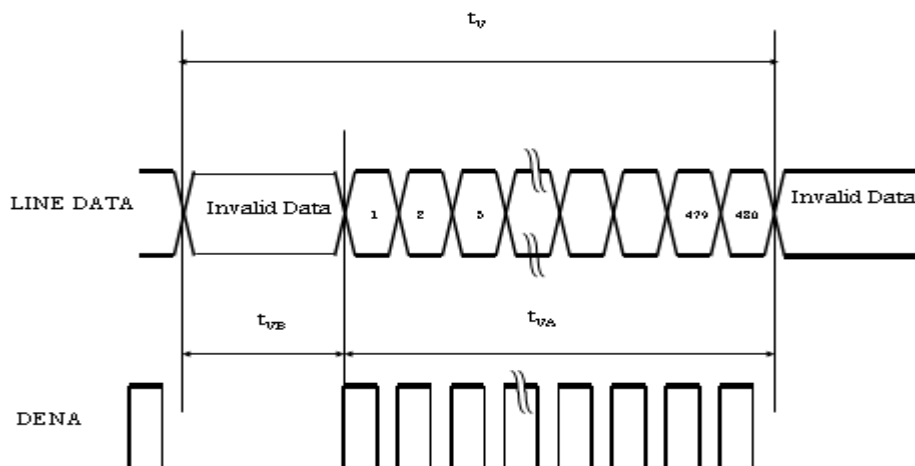 tV
LINE DATA
Invalid Data
1
2
3
479
480
Invalid Data
tVB
tVA
DENA